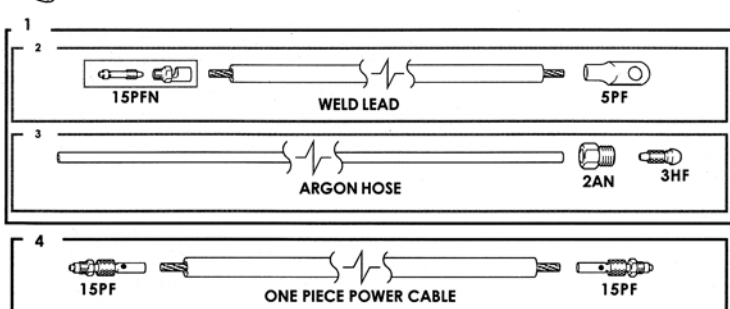 1
2
15PFN
WELD LEAD
5PF
3
ARGON HOSE
2AN
3HF
4
15PF
ONE PIECE POWER CABLE
15PF